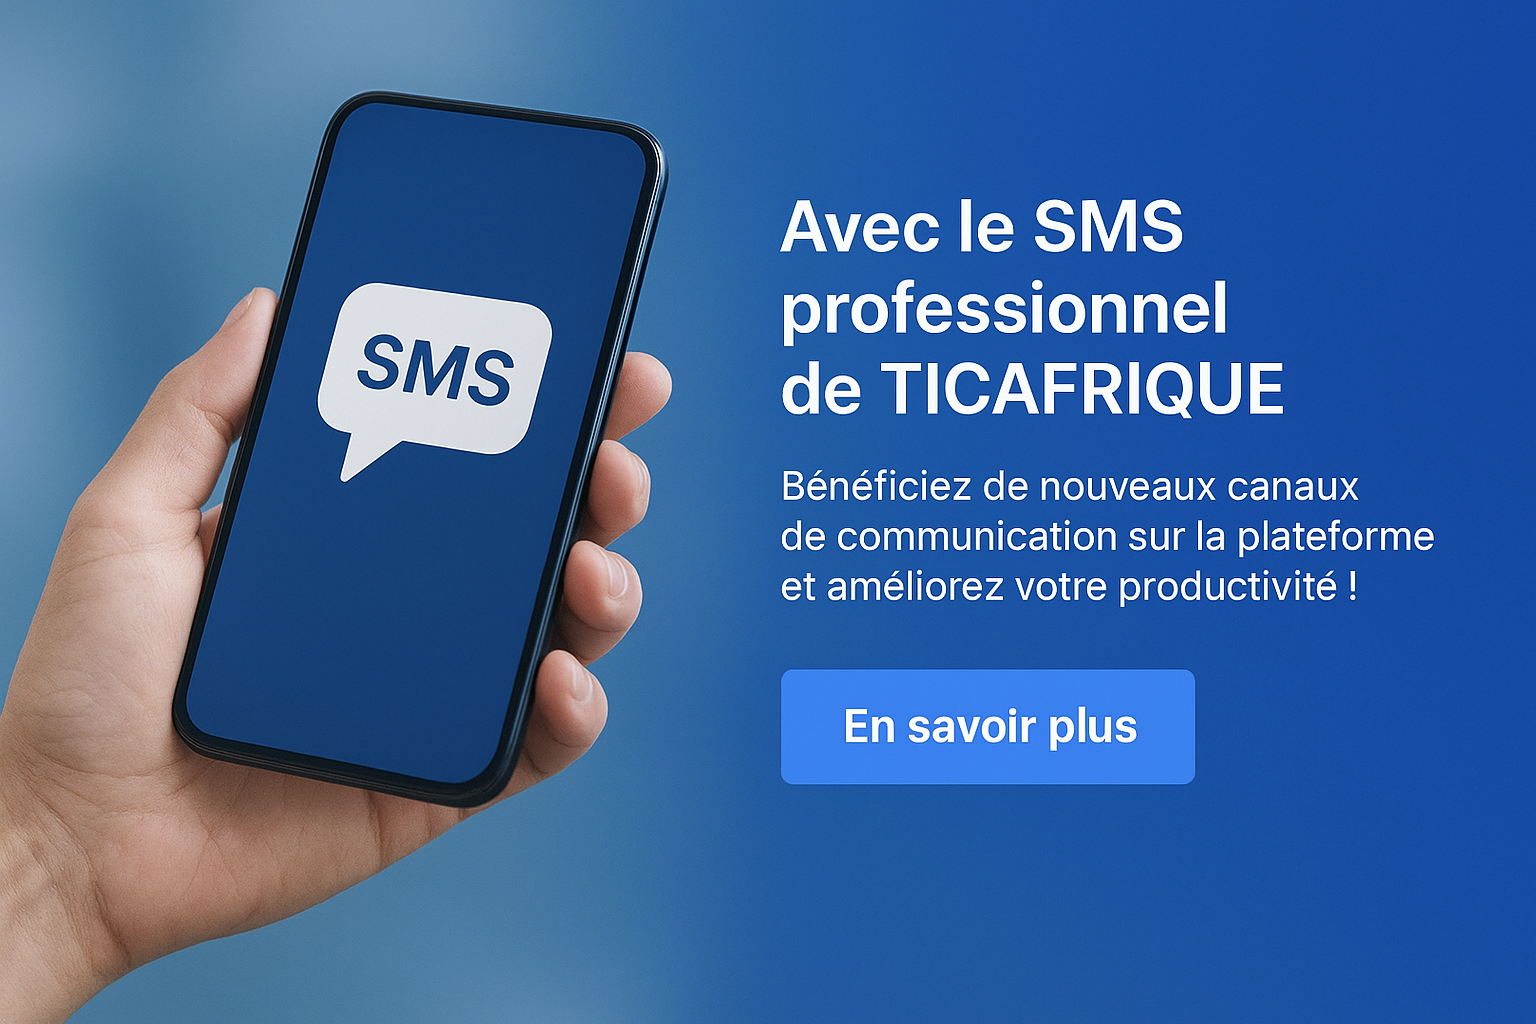 SMS
Avec le SMS
professionnel
de TICAFRIQUE
Bénéficiez de nouveaux canaux
de communication sur la plateforme
et améliorez votre productivité !
En savoir plus